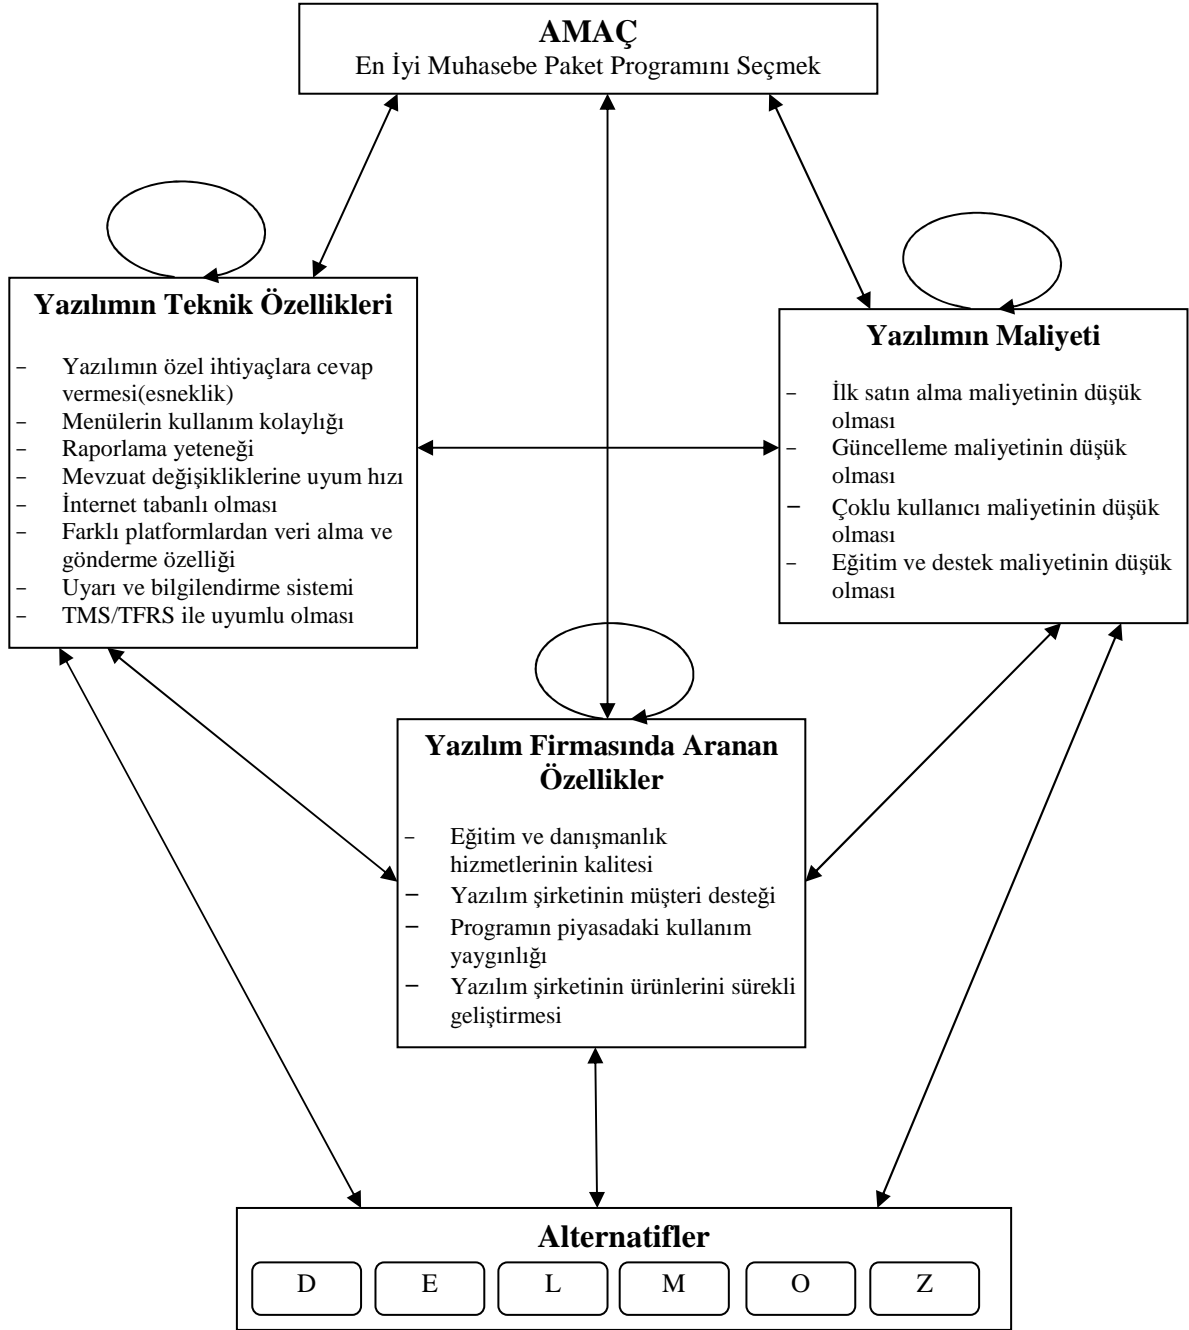 AMAÇ
En İyi Muhasebe Paket Programını Seçmek
Yazılımın Teknik Özellikleri
- Yazılımın özel ihtiyaçlara cevap
vermesi(esneklik)
- Menülerin kullanım kolaylığı
- Raporlama yeteneği
- Mevzuat değişikliklerine uyum hızı
- İnternet tabanlı olması
- Farklı platformlardan veri alma ve
gönderme özelliği
- Uyarı ve bilgilendirme sistemi
- TMS/TFRS ile uyumlu olması
Yazılımın Maliyeti
- İlk satın alma maliyetinin düşük
olması
- Güncelleme maliyetinin düşük
olması
- Çoklu kullanıcı maliyetinin düşük
olması
- Eğitim ve destek maliyetinin düşük
olması
Yazılım Firmasında Aranan
Özellikler
- Eğitim ve danışmanlık
hizmetlerinin kalitesi
- Yazılım şirketinin müşteri desteği
- Programın piyasadaki kullanım
yaygınlığı
- Yazılım şirketinin ürünlerini sürekli
geliştirmesi
Alternatifler
D E L M O Z